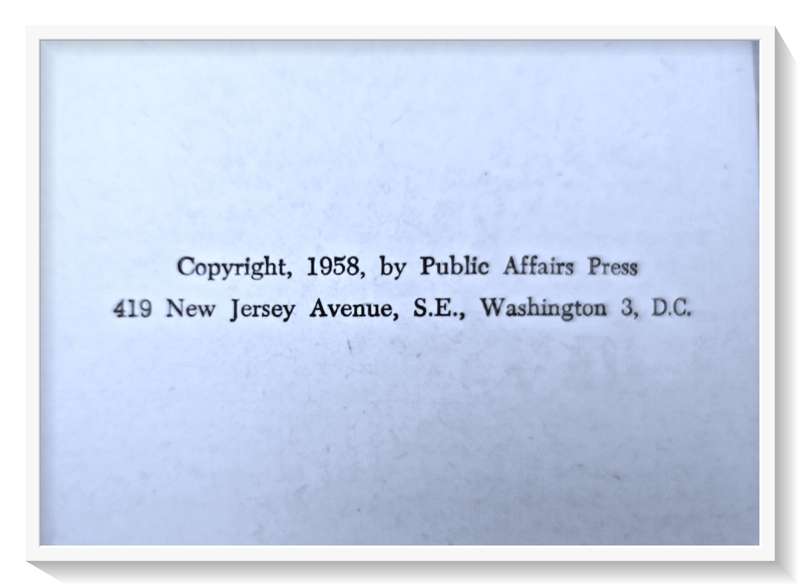 Copyright, 1958, by Public Affairs Press
419 New Jersey Avenue, S.E., Washington 3, D.C.